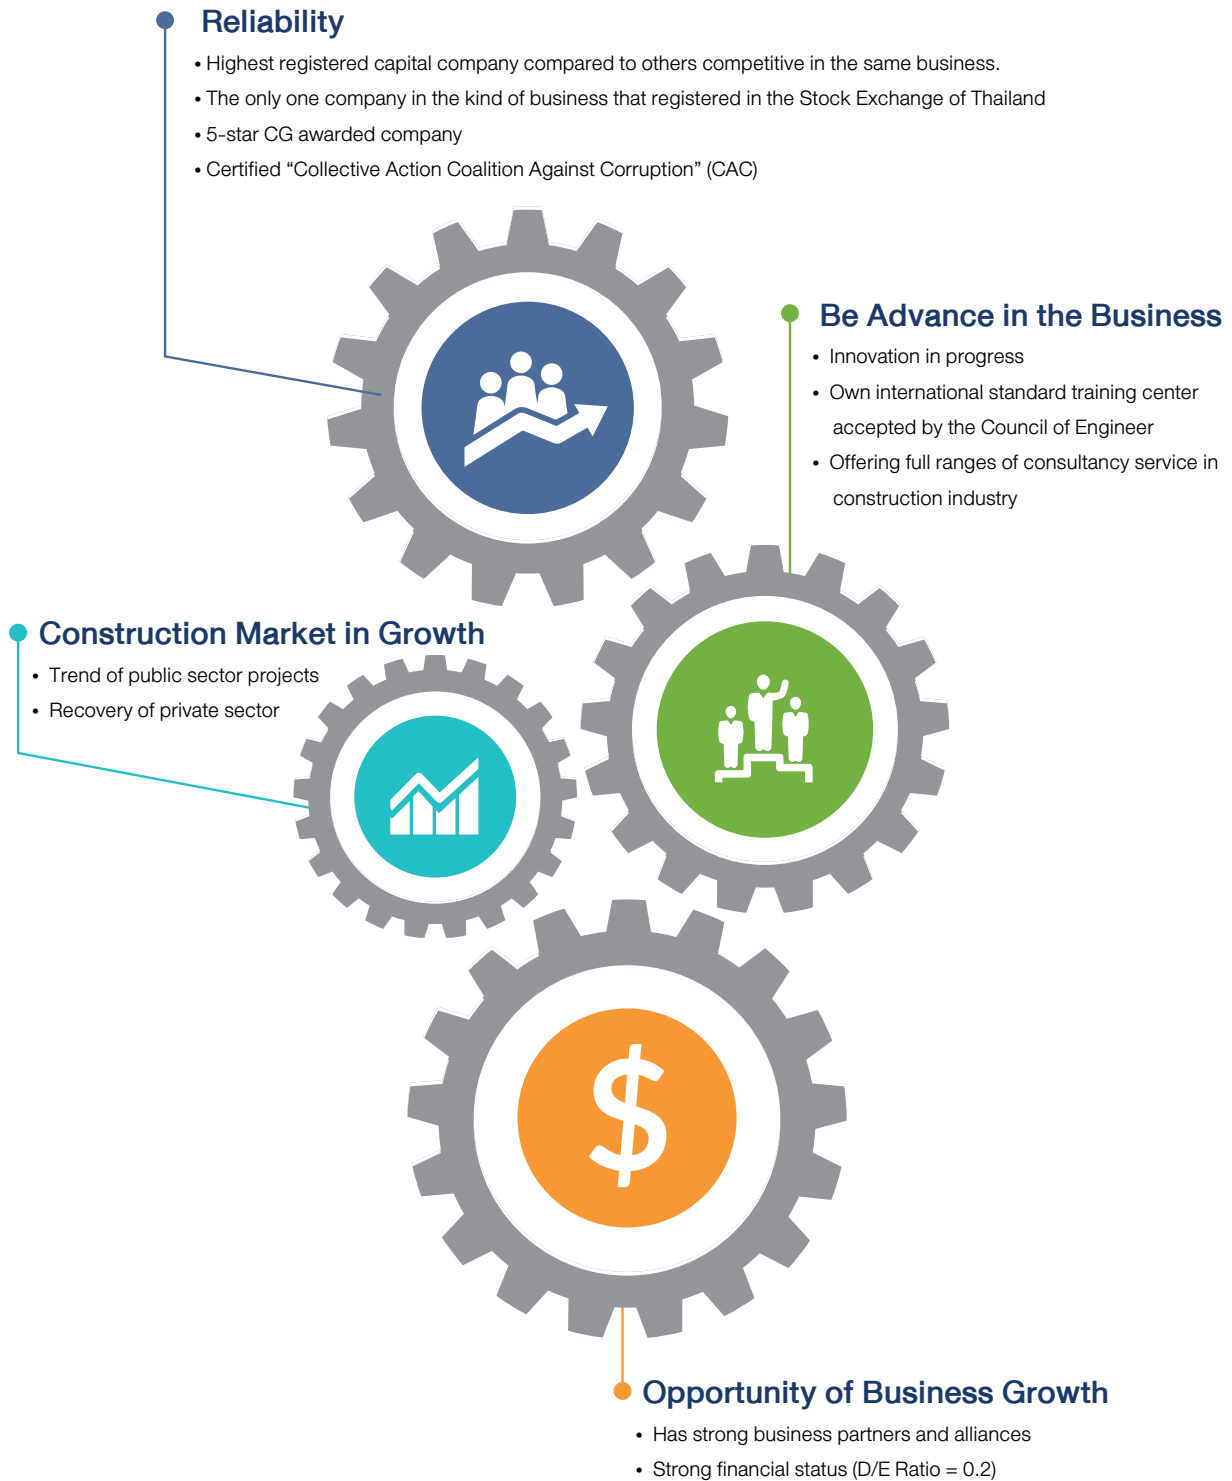 Reliability
• Highest registered capital company compared to others competitive in the same business.
• The only one company in the kind of business that registered in the Stock Exchange of Thailand
• 5-star CG awarded company
• Certified “Collective Action Coalition Against Corruption” (CAC)
Be Advance in the Business
• Innovation in progress
• Own international standard training center
accepted by the Council of Engineer
• Offering full ranges of consultancy service in
construction industry
Construction Market in Growth
• Trend of public sector projects
• Recovery of private sector
$
Opportunity of Business Growth
• Has strong business partners and alliances
• Strong financial status (D/E Ratio = 0.2)